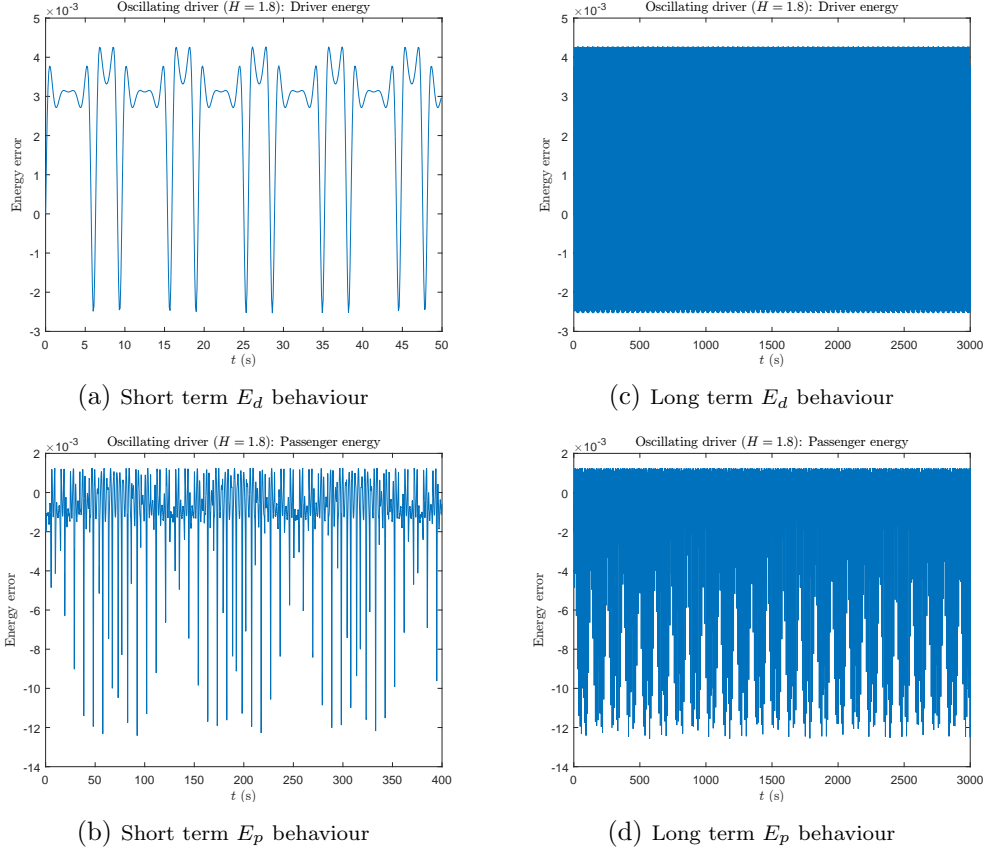 Oscillating driver (H = 1.8): Driver energy
×10⁻³
5
4
3
2
1
0
-1
-2
-3
Energy error
0 5 10 15 20 25 30 35 40 45 50
t (s)
(a) Short term E_d behaviour
Oscillating driver (H = 1.8): Driver energy
×10⁻³
5
4
3
2
1
0
-1
-2
-3
Energy error
0 500 1000 1500 2000 2500 3000
t (s)
(c) Long term E_d behaviour
Oscillating driver (H = 1.8): Passenger energy
×10⁻³
2
0
-2
-4
-6
-8
-10
-12
-14
Energy error
0 50 100 150 200 250 300 350 400
t (s)
(b) Short term E_p behaviour
Oscillating driver (H = 1.8): Passenger energy
×10⁻³
2
0
-2
-4
-6
-8
-10
-12
-14
Energy error
0 500 1000 1500 2000 2500 3000
t (s)
(d) Long term E_p behaviour